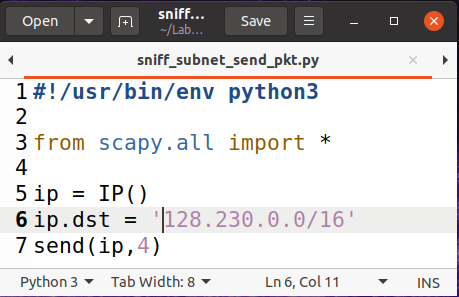 Open
sniff...
~/Lab...
Save
sniff_subnet_send_pkt.py
1 #!/usr/bin/env python3
2
3 from scapy.all import *
4
5 ip = IP()
6 ip.dst = '128.230.0.0/16'
7 send(ip,4)
Python 3 Tab Width: 8 Ln 6, Col 11 INS